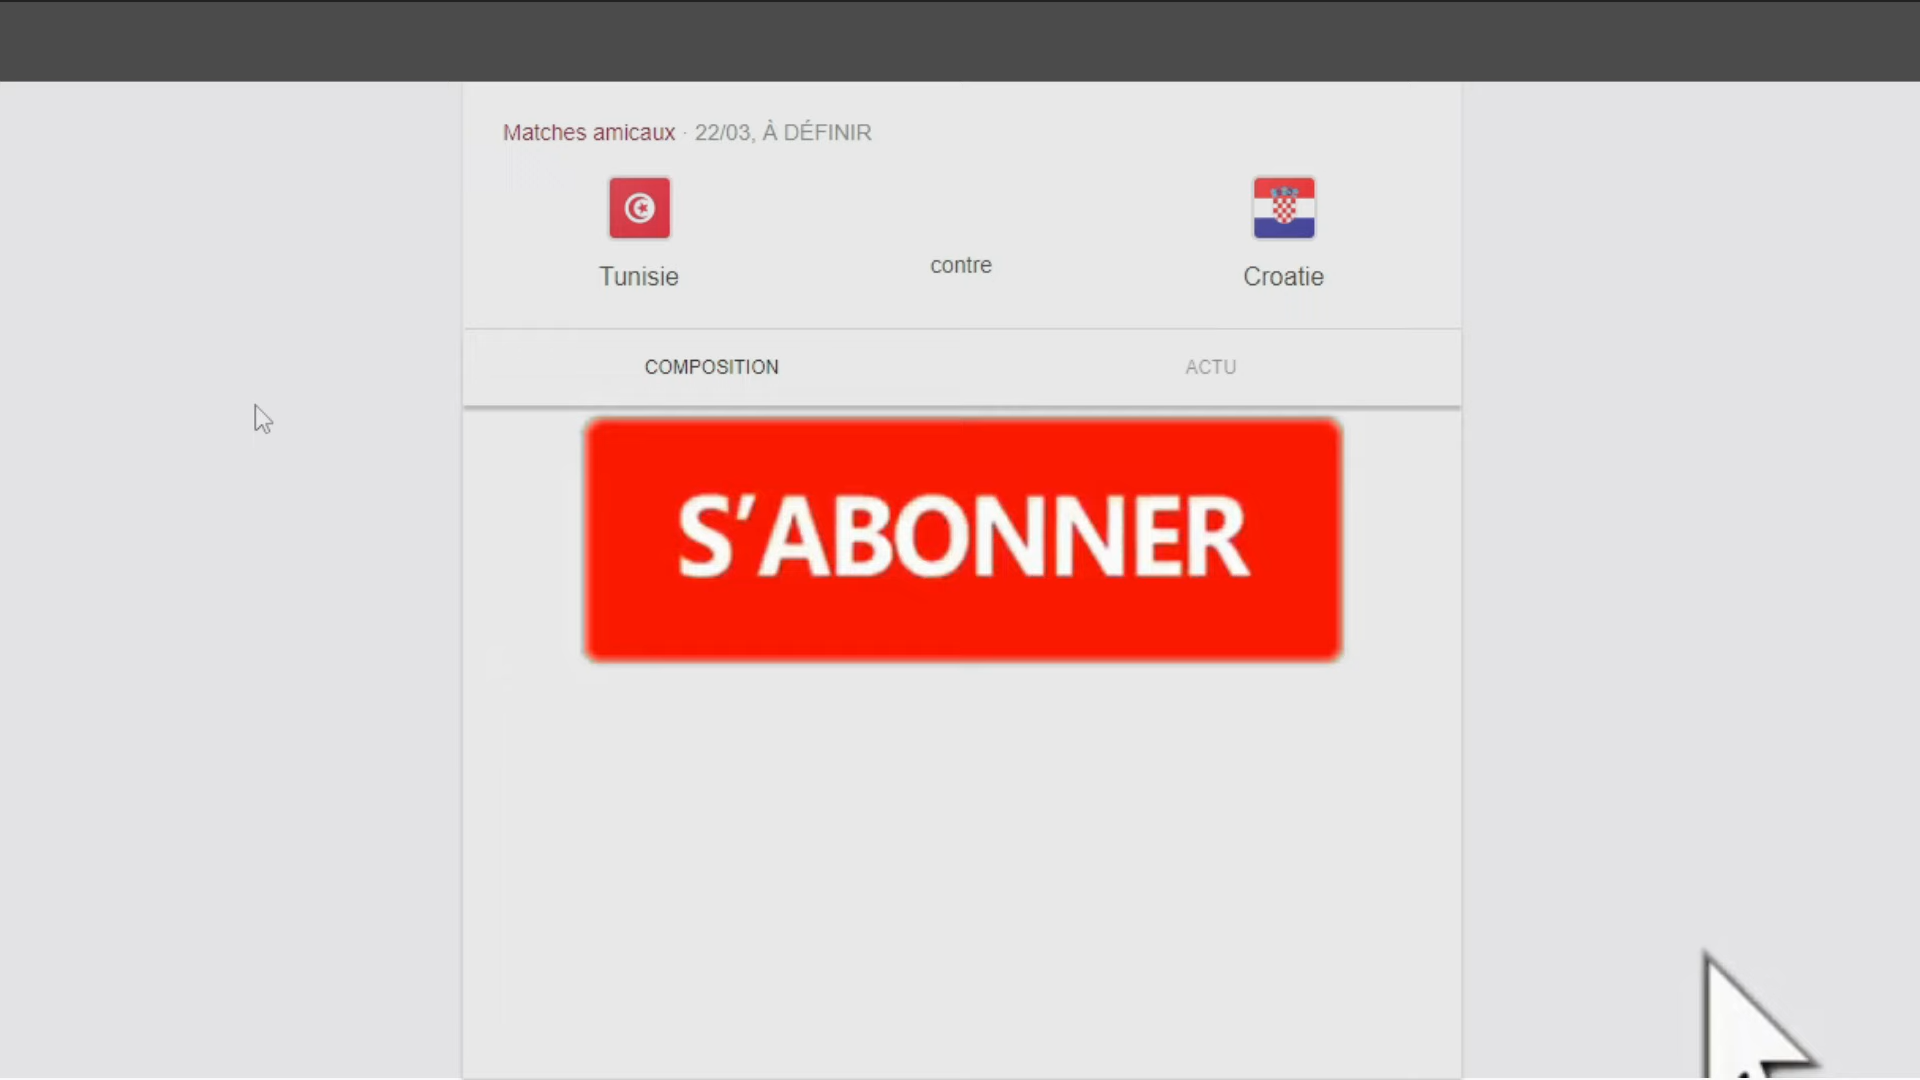 Matches amicaux · 22/03, À DÉFINIR
Tunisie
contre
Croatie
COMPOSITION
ACTU
S'ABONNER